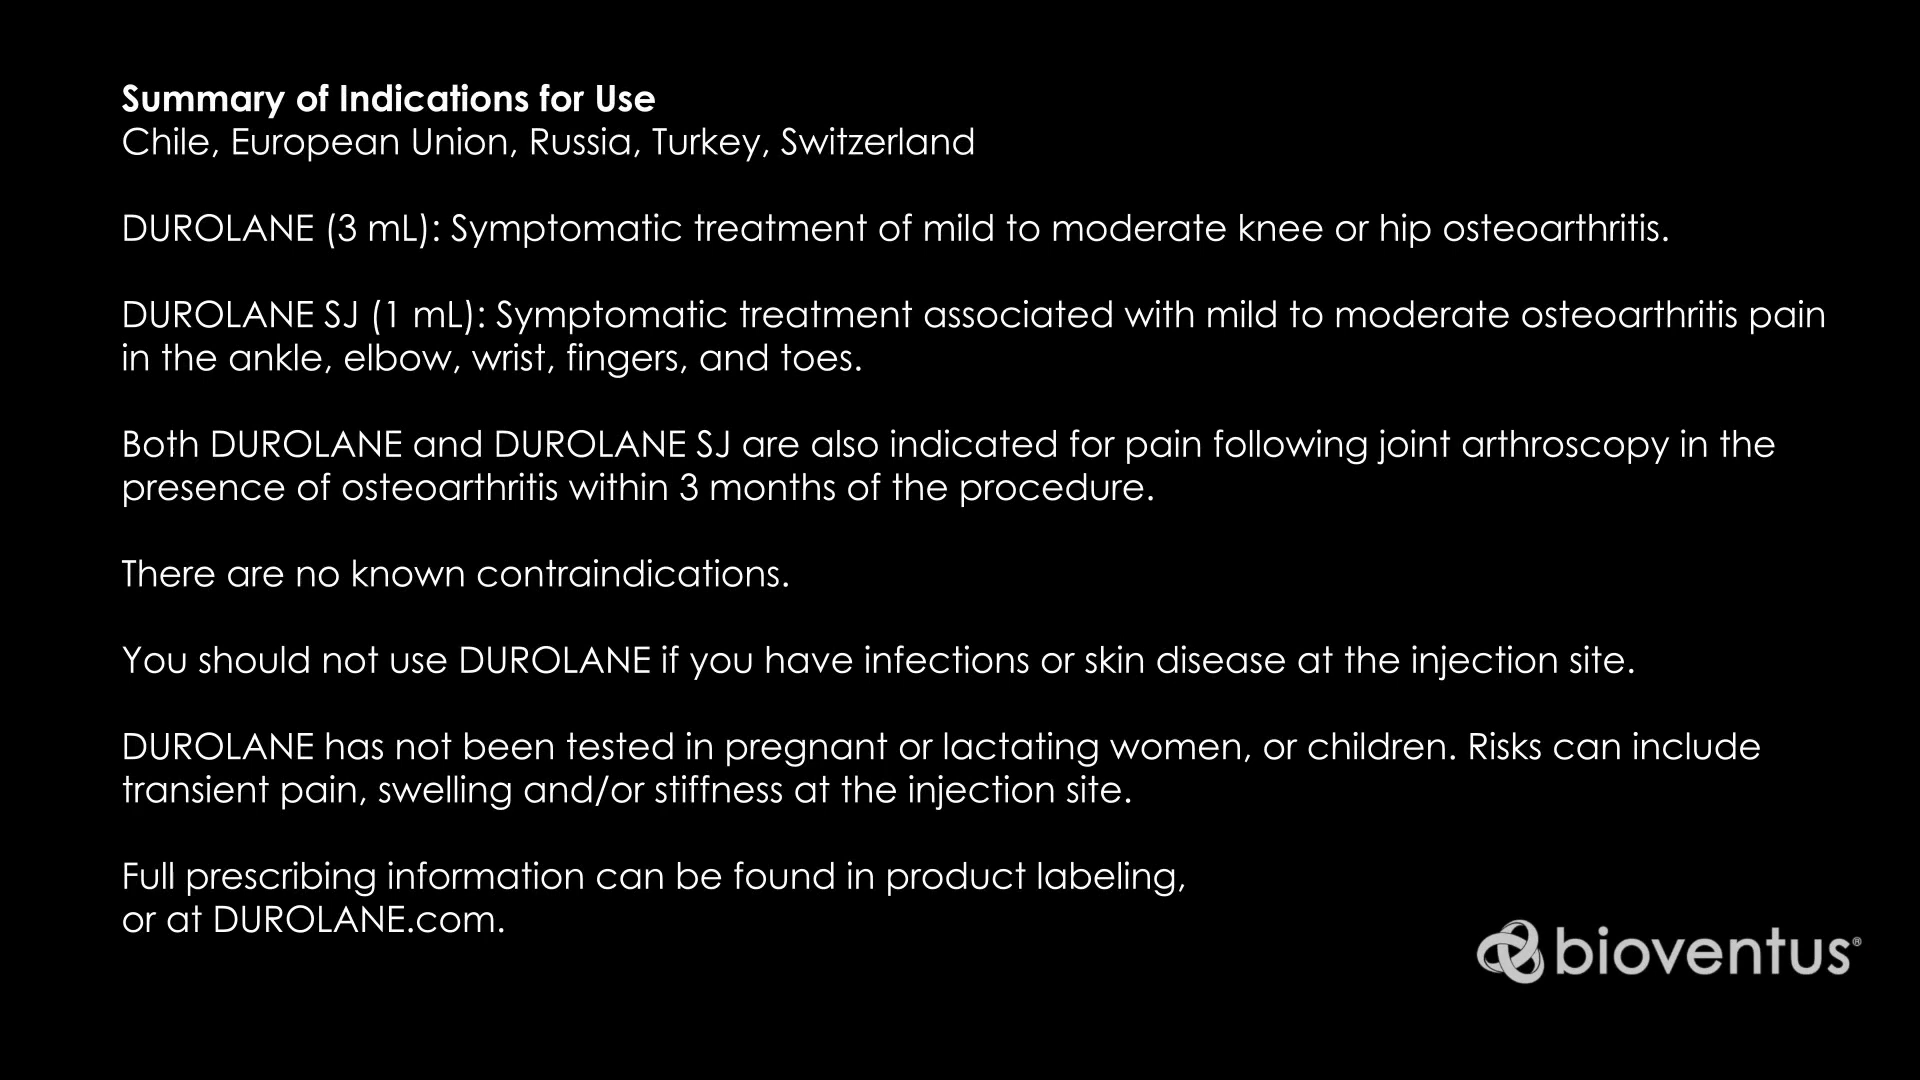 Summary of Indications for Use
Chile, European Union, Russia, Turkey, Switzerland
DUROLANE (3 mL): Symptomatic treatment of mild to moderate knee or hip osteoarthritis.
DUROLANE SJ (1 mL): Symptomatic treatment associated with mild to moderate osteoarthritis pain
in the ankle, elbow, wrist, fingers, and toes.
Both DUROLANE and DUROLANE SJ are also indicated for pain following joint arthroscopy in the
presence of osteoarthritis within 3 months of the procedure.
There are no known contraindications.
You should not use DUROLANE if you have infections or skin disease at the injection site.
DUROLANE has not been tested in pregnant or lactating women, or children. Risks can include
transient pain, swelling and/or stiffness at the injection site.
Full prescribing information can be found in product labeling,
or at DUROLANE.com.
bioventus®